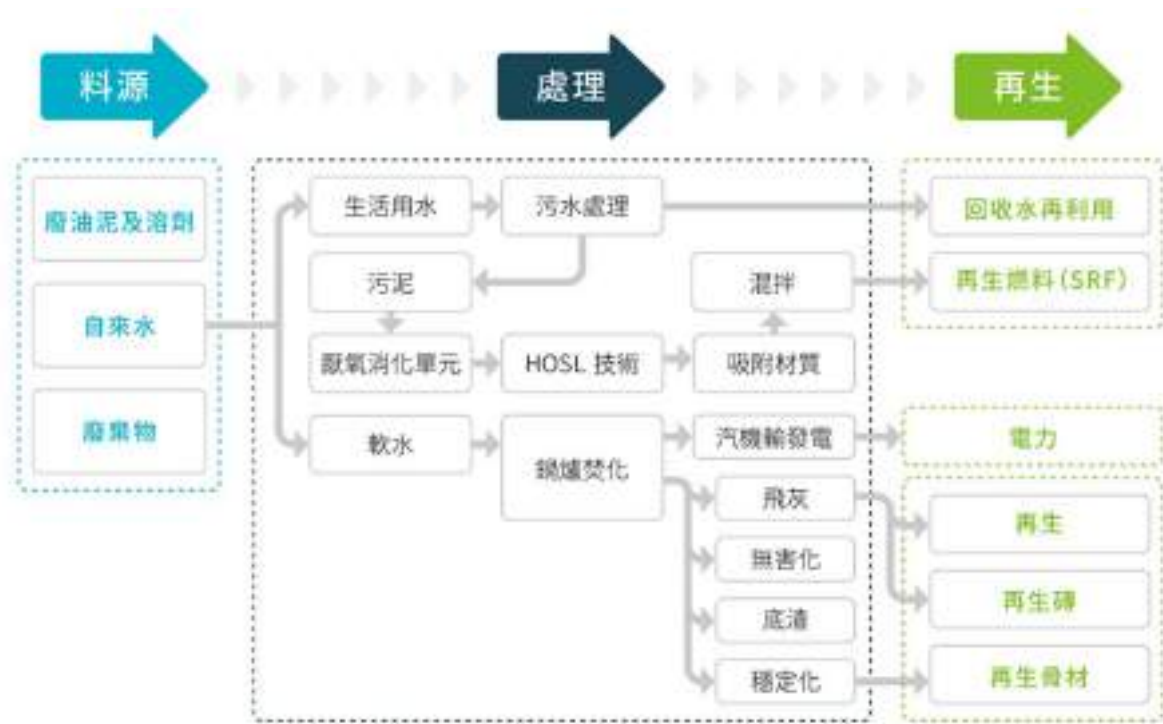 料源
處理
再生
廢油泥及溶劑
自來水
廢棄物
生活用水
污水處理
污泥
混拌
厭氧消化單元
HOSL 技術
吸附材質
軟水
鍋爐焚化
汽機輸發電
飛灰
無害化
底渣
穩定化
回收水再利用
再生燃料(SRF)
電力
再生
再生磚
再生骨材